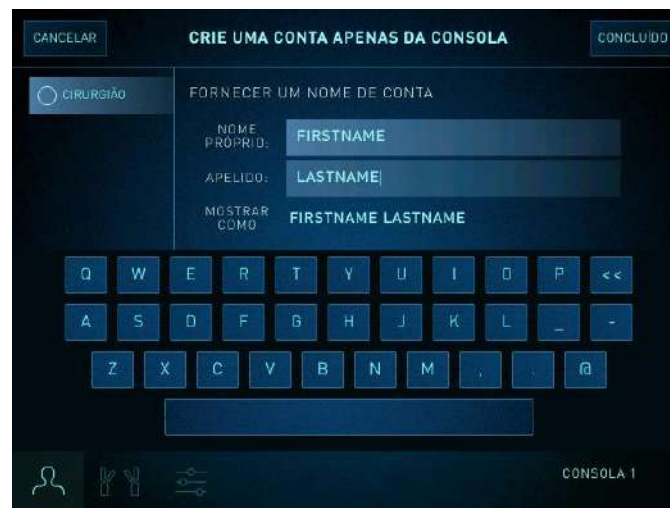 CANCELAR
CRIE UMA CONTA APENAS DA CONSOLA
CONCLUÍDO
CIRURGIÃO
FORNECER UM NOME DE CONTA
NOME PRÓPRIO:
FIRSTNAME
APELIDO:
LASTNAME
MOSTRAR COMO
FIRSTNAME LASTNAME
Q W E R T Y U I O P <<
A S D F G H J K L _ -
Z X C V B N M , . @
CONSOLA 1